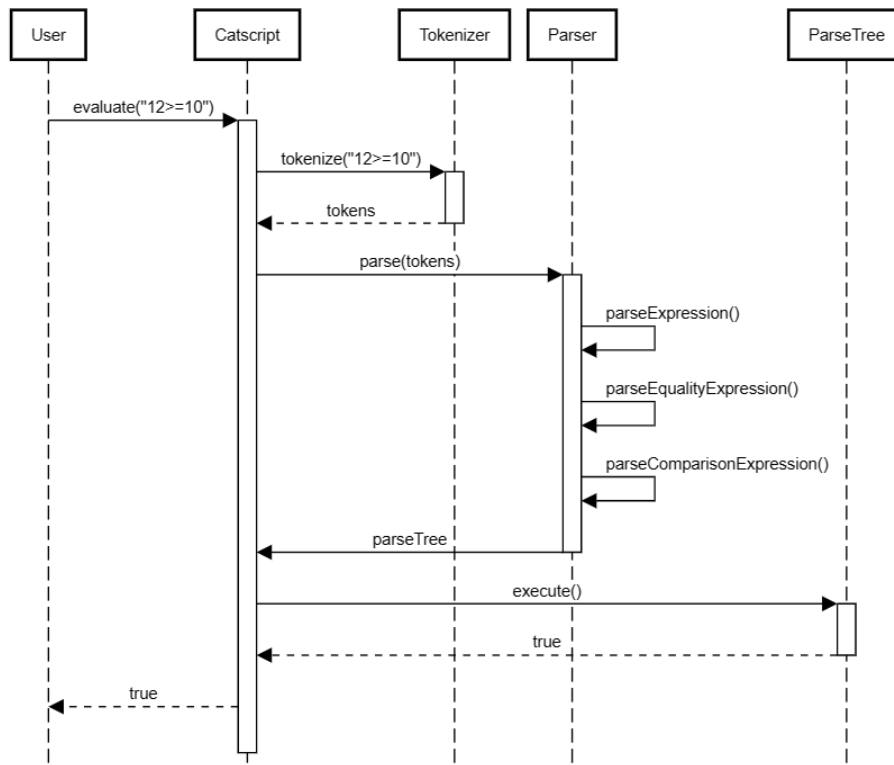 User
Catscript
Tokenizer
Parser
ParseTree
evaluate("12>=10")
tokenize("12>=10")
tokens
parse(tokens)
parseExpression()
parseEqualityExpression()
parseComparisonExpression()
parseTree
execute()
true
true